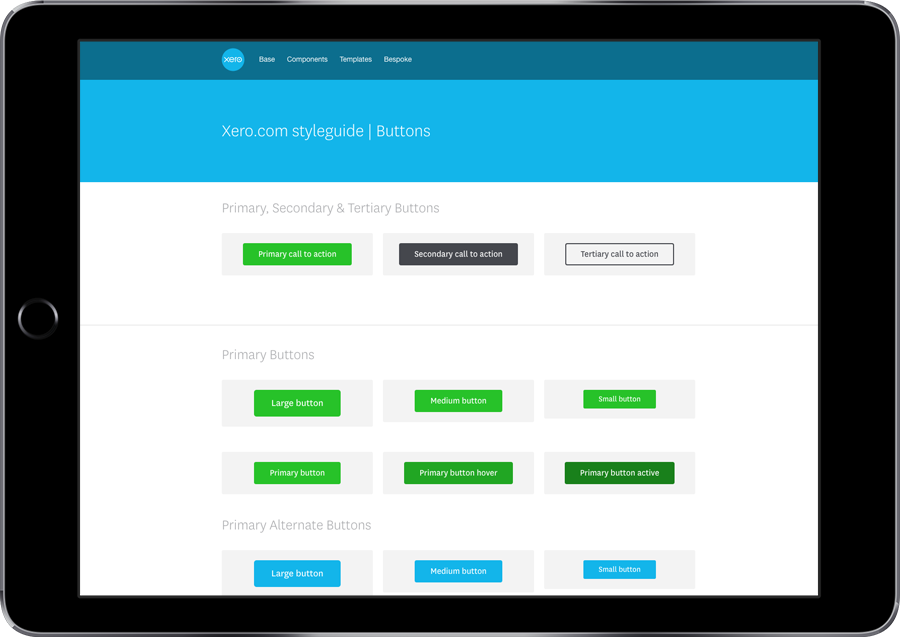 xero
Base Components Templates Bespoke
Xero.com styleguide | Buttons
Primary, Secondary & Tertiary Buttons
Primary call to action Secondary call to action Tertiary call to action
Primary Buttons
Large button Medium button Small button
Primary button Primary button hover Primary button active
Primary Alternate Buttons
Large button Medium button Small button